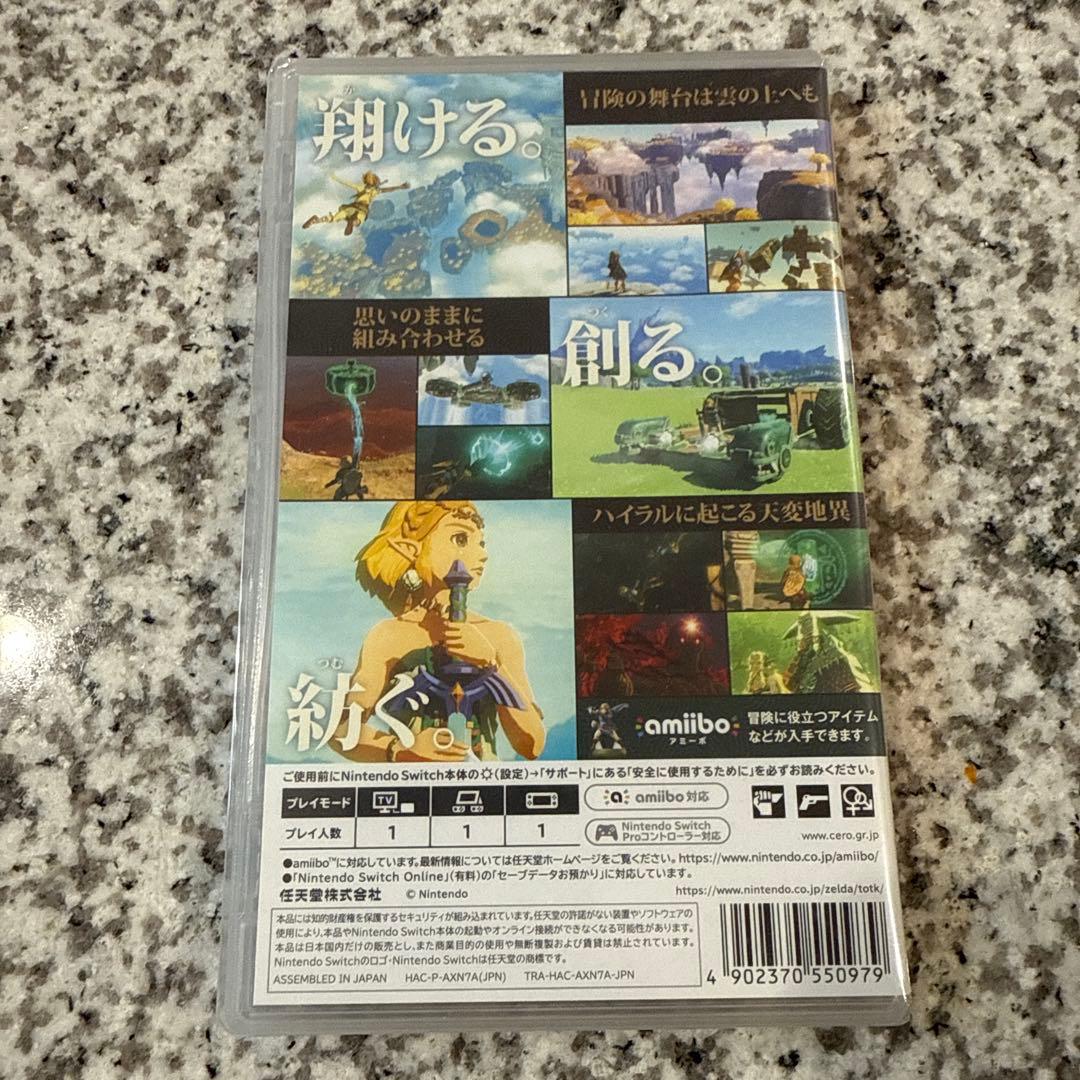 か
翔ける。
冒険の舞台は雲の上へも
思いのままに
組み合わせる
つく
創る。
ハイラルに起こる天変地異
つむ
紡ぐ。
amiibo
アミーボ
冒険に役立つアイテム
などが入手できます。
ご使用前にNintendo Switch本体の(設定)→「サポート」にある「安全に使用するために」を必ずお読みください。
プレイモード TV
プレイ人数 1 1 1
amiibo 対応
Nintendo Switch
Proコントローラー対応
www.cero.gr.jp
●amiibo™に対応しています。最新情報については任天堂ホームページをご覧ください。https://www.nintendo.co.jp/amiibo/
●「Nintendo Switch Online」(有料)の「セーブデータお預かり」に対応しています。
任天堂株式会社 © Nintendo
https://www.nintendo.co.jp/zelda/totk/
本品には知的財産権を保護するセキュリティが組み込まれています。任天堂の許諾がない装置やソフトウェアの
使用により、本品やNintendo Switch本体の起動やオンライン接続ができなくなる可能性があります。
本品は日本国内だけの販売とし、また商業目的の使用や無断複製および賃貸は禁止されています。
Nintendo Switchのロゴ・Nintendo Switchは任天堂の商標です。
ASSEMBLED IN JAPAN HAC-P-AXN7A(JPN) TRA-HAC-AXN7A-JPN
4 902370 550979